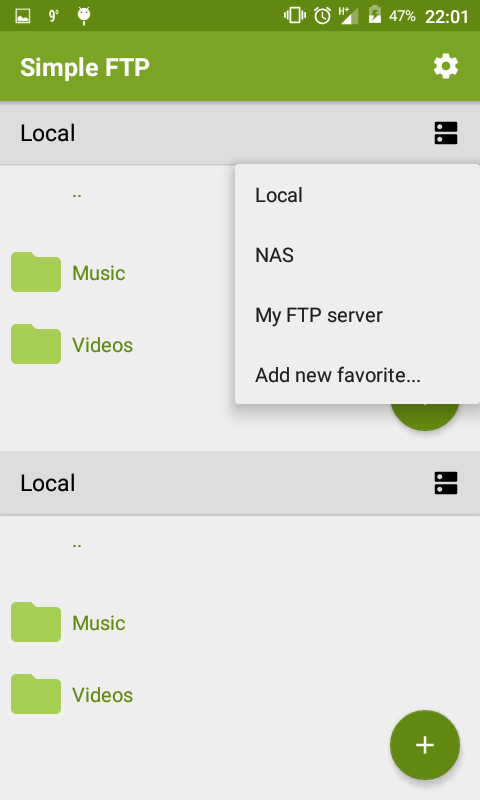 9° H+ 47% 22:01
Simple FTP
Local
..
Local
NAS
Music
My FTP server
Videos
Add new favorite...
Local
..
Music
Videos
+